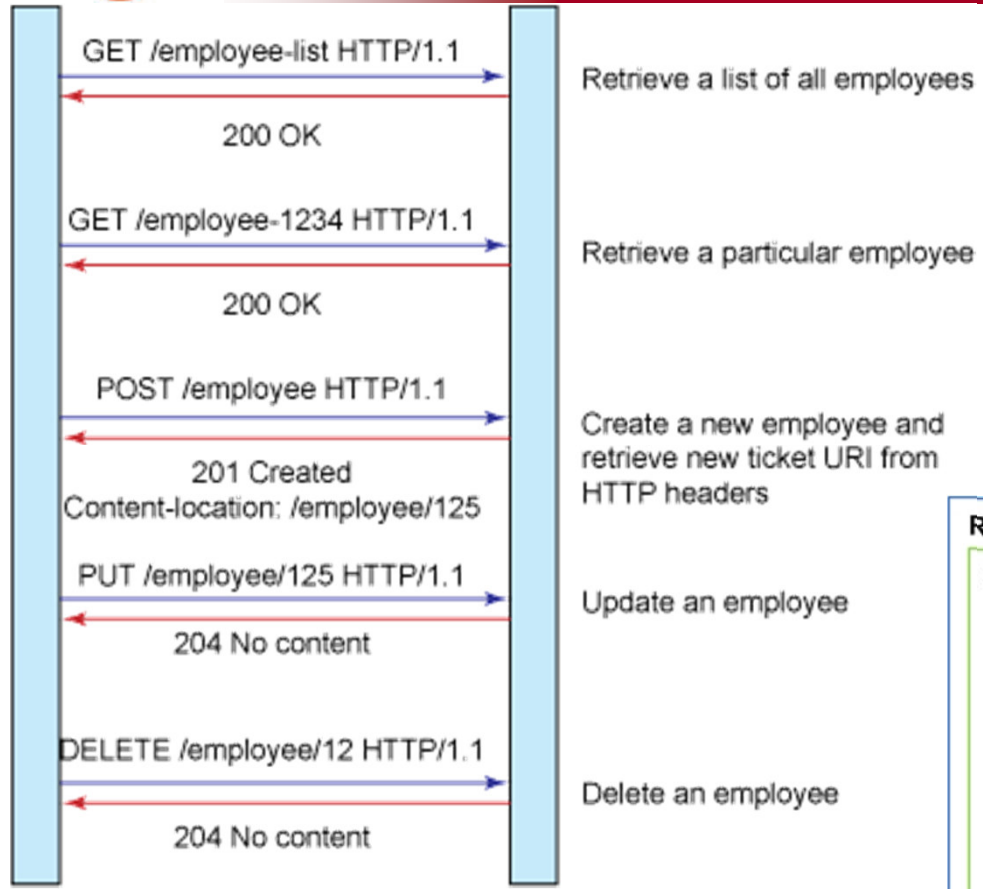 GET /employee-list HTTP/1.1
Retrieve a list of all employees
200 OK
GET /employee-1234 HTTP/1.1
Retrieve a particular employee
200 OK
POST /employee HTTP/1.1
Create a new employee and
retrieve new ticket URI from
HTTP headers
201 Created
Content-location: /employee/125
PUT /employee/125 HTTP/1.1
Update an employee
204 No content
DELETE /employee/12 HTTP/1.1
Delete an employee
204 No content